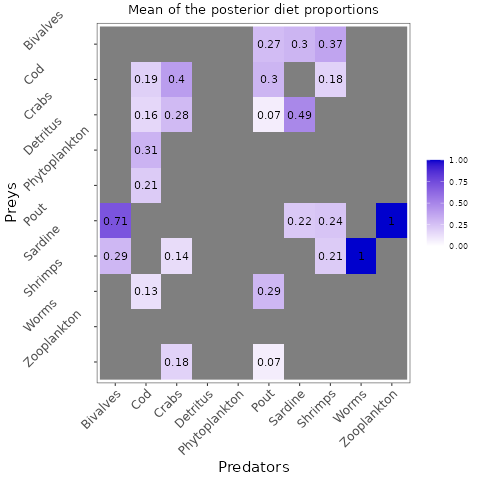 Mean of the posterior diet proportions
Preys
Bivalves
Cod
Crabs
Detritus
Phytoplankton
Pout
Sardine
Shrimps
Worms
Zooplankton
0.27 0.3 0.37
0.19 0.4 0.3 0.18
0.16 0.28 0.07 0.49
0.31
0.21
0.71 0.22 0.24
0.29 0.14 0.21
0.13 0.29
0.18 0.07
1.00
0.75
0.50
0.25
0.00
Bivalves
Cod
Crabs
Detritus
Phytoplankton
Pout
Sardine
Shrimps
Worms
Zooplankton
Predators